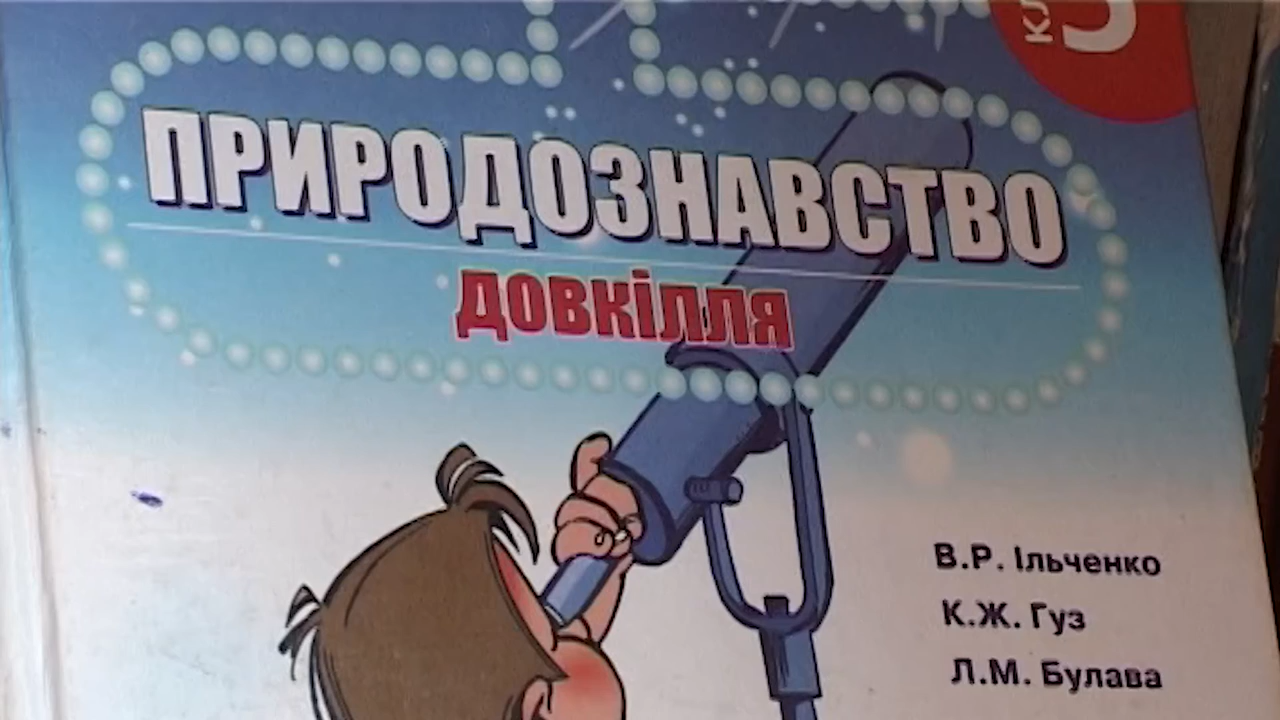 ПРИРОДОЗНАВСТВО
ДОВКІЛЛЯ
В.Р. Ільченко
К.Ж. Гуз
Л.М. Булава